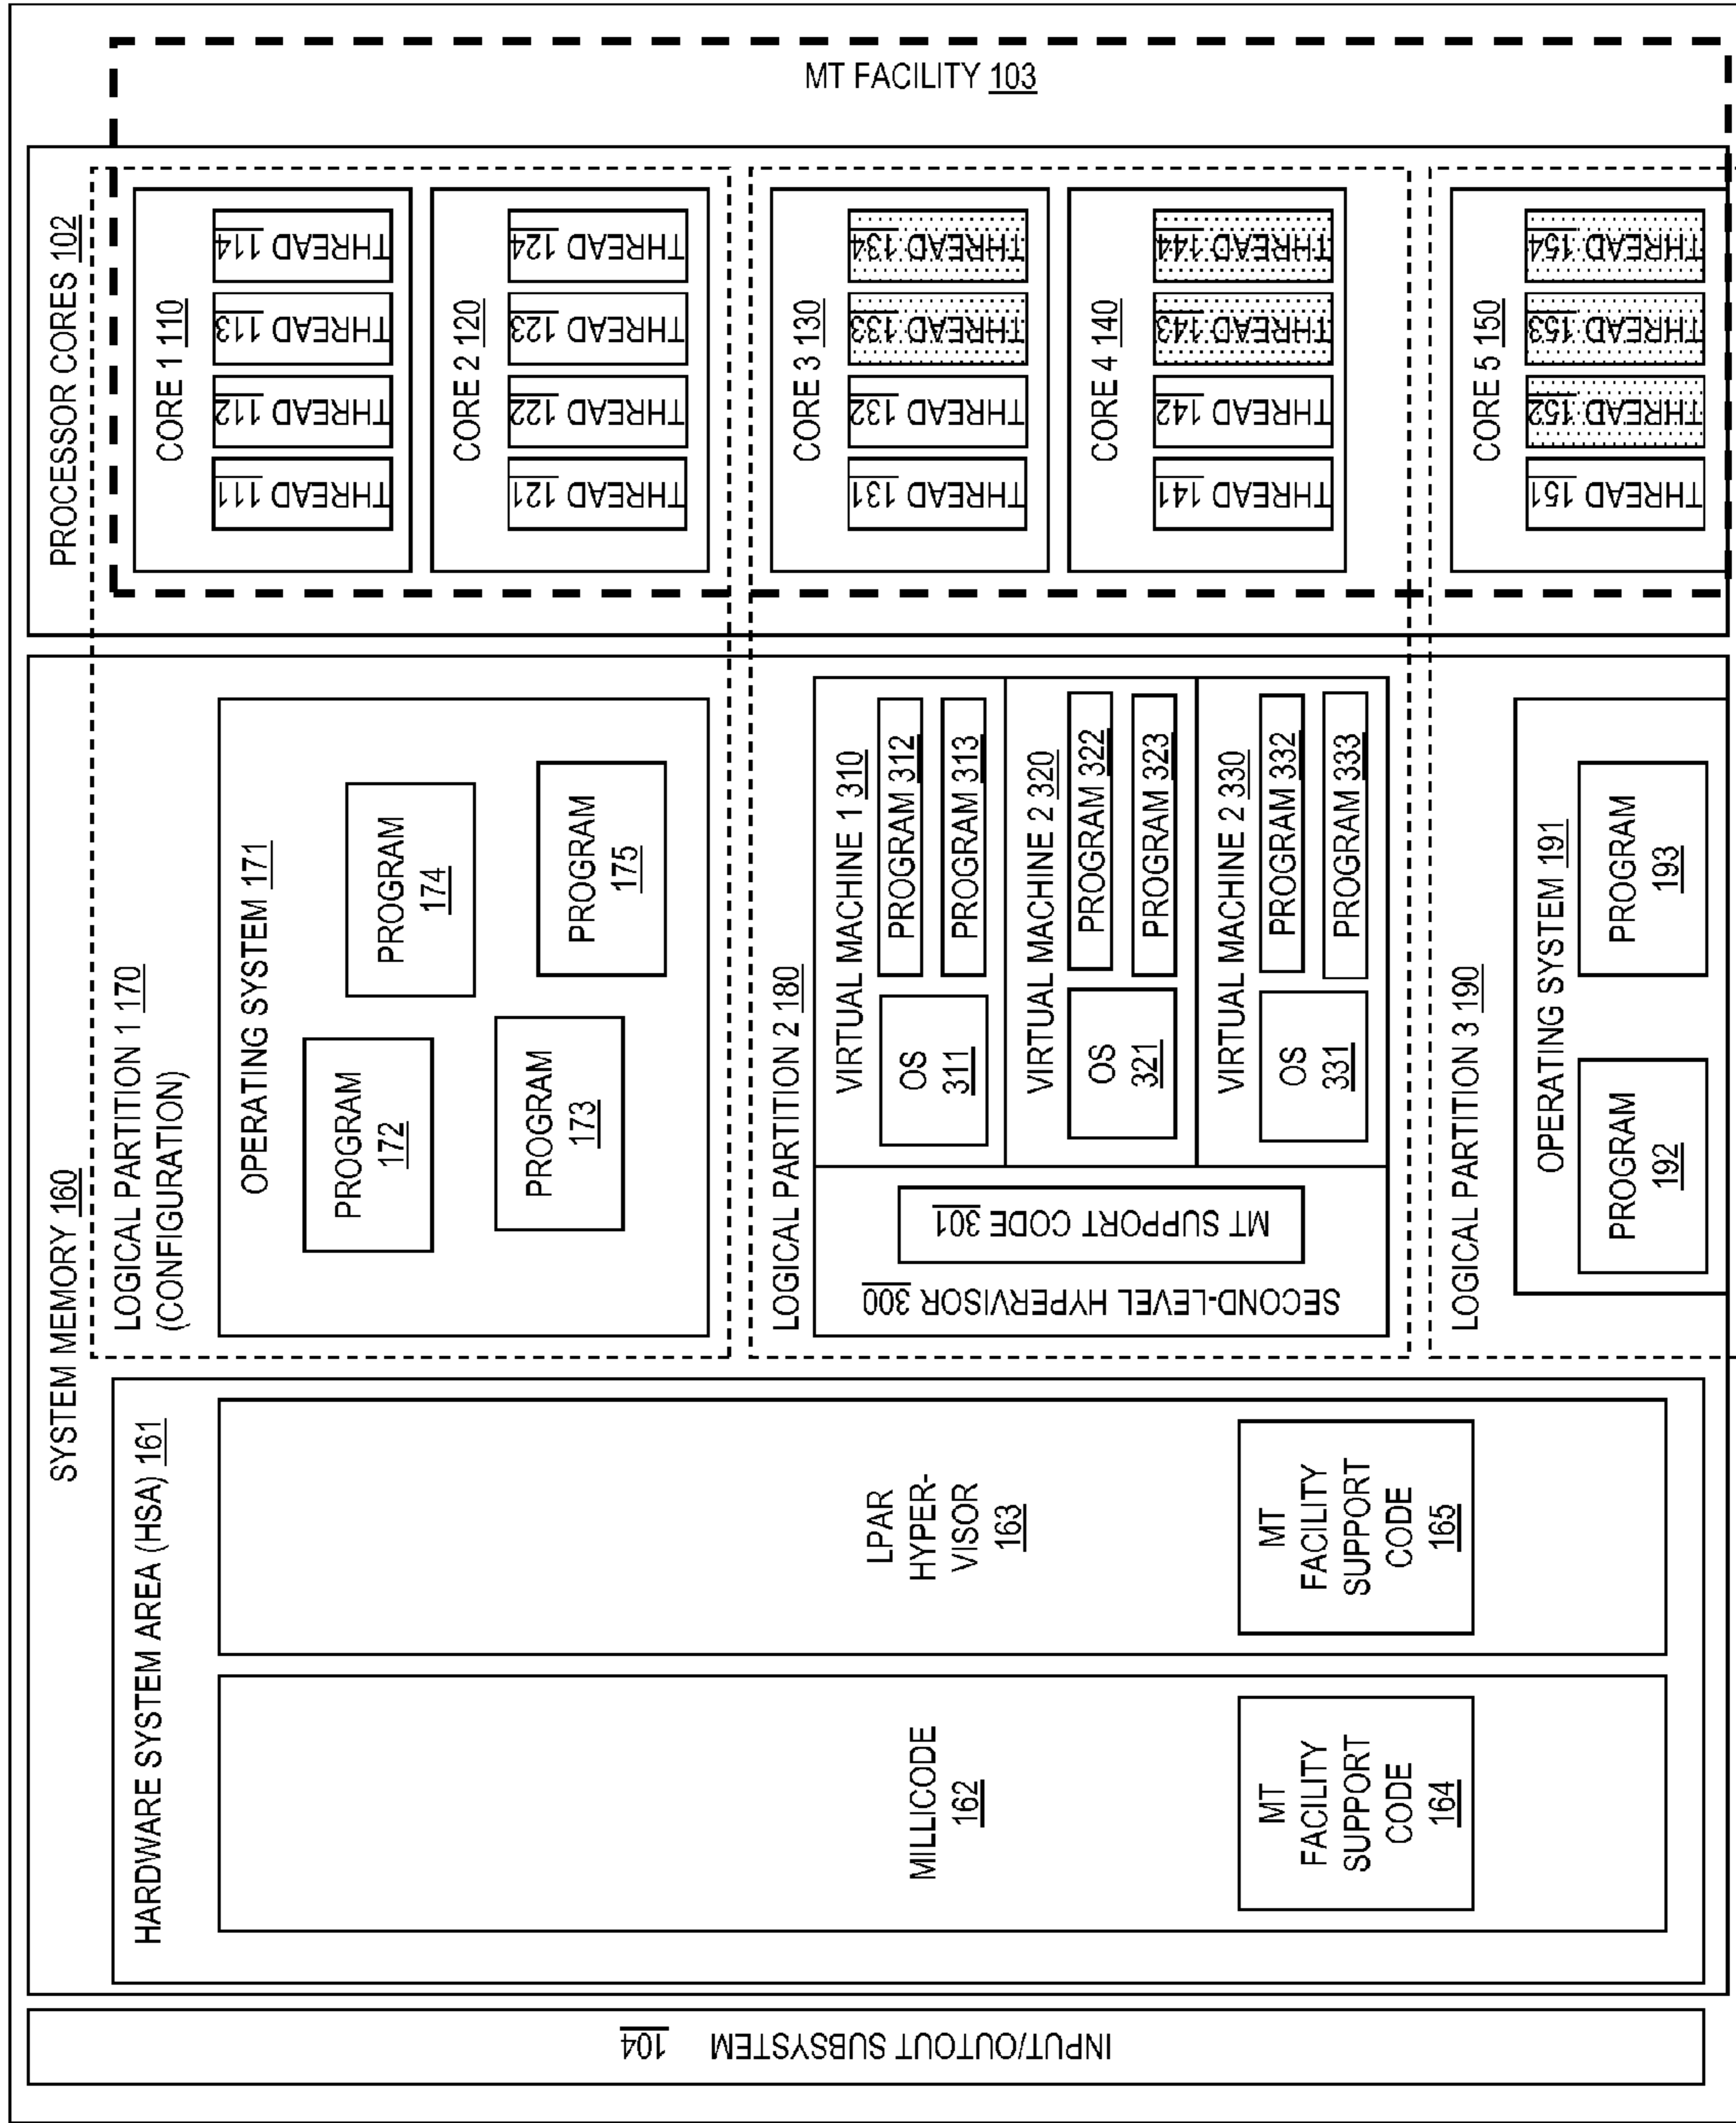 MT FACILITY 103
PROCESSOR CORES 102
CORE 1 110
THREAD 111
THREAD 112
THREAD 113
THREAD 114
CORE 2 120
THREAD 121
THREAD 122
THREAD 123
THREAD 124
CORE 3 130
THREAD 131
THREAD 132
THREAD 133
THREAD 134
CORE 4 140
THREAD 141
THREAD 142
THREAD 143
THREAD 144
CORE 5 150
THREAD 151
THREAD 152
THREAD 153
THREAD 154
SYSTEM MEMORY 160
LOGICAL PARTITION 1 170
(CONFIGURATION)
OPERATING SYSTEM 171
PROGRAM
172
PROGRAM
174
PROGRAM
173
PROGRAM
175
LOGICAL PARTITION 2 180
SECOND-LEVEL HYPERVISOR 300
MT SUPPORT CODE 301
VIRTUAL MACHINE 1 310
OS
311
PROGRAM 312
PROGRAM 313
VIRTUAL MACHINE 2 320
OS
321
PROGRAM 322
PROGRAM 323
VIRTUAL MACHINE 2 330
OS
331
PROGRAM 332
PROGRAM 333
LOGICAL PARTITION 3 190
OPERATING SYSTEM 191
PROGRAM
192
PROGRAM
193
HARDWARE SYSTEM AREA (HSA) 161
LPAR
HYPER-
VISOR
163
MT
FACILITY
SUPPORT
CODE
165
MILLICODE
162
MT
FACILITY
SUPPORT
CODE
164
INPUT/OUTOUT SUBSYSTEM 104